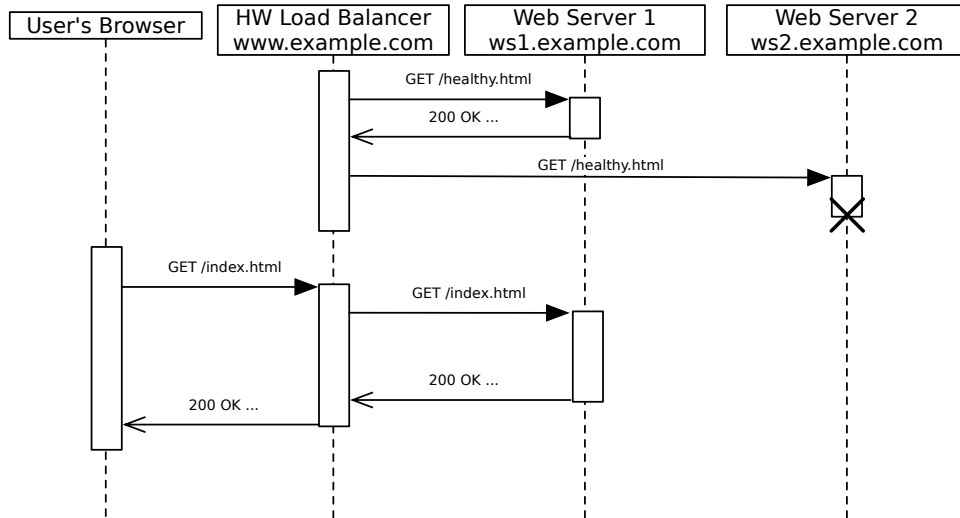 User's Browser
HW Load Balancer
www.example.com
Web Server 1
ws1.example.com
Web Server 2
ws2.example.com
GET /healthy.html
200 OK ...
GET /healthy.html
GET /index.html
GET /index.html
200 OK ...
200 OK ...